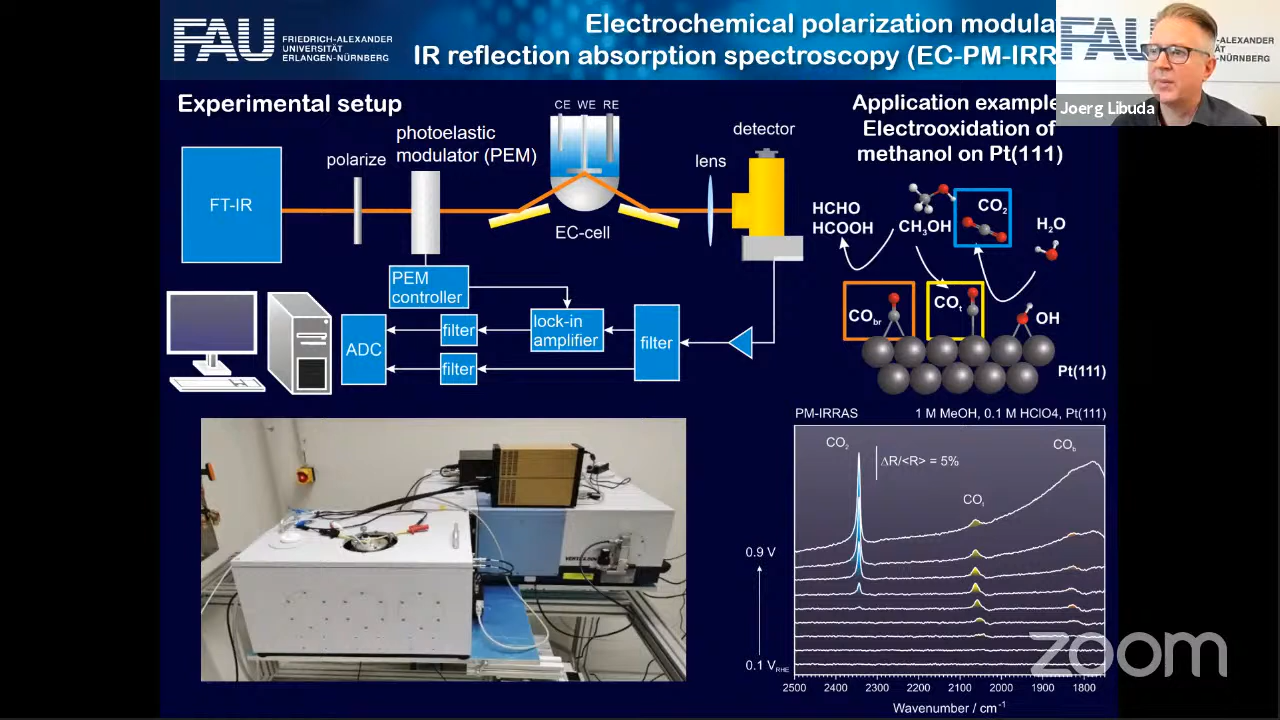 FAU
FRIEDRICH-ALEXANDER
UNIVERSITÄT
ERLANGEN-NÜRNBERG
Electrochemical polarization modula
IR reflection absorption spectroscopy (EC-PM-IRR
FAU
-ALEXANDER
ÄT
NÜRNBERG
Joerg Libuda
Experimental setup
CE WE RE
photoelastic
modulator (PEM)
polarize
detector
lens
FT-IR
EC-cell
PEM
controller
lock-in
amplifier
filter
filter
filter
ADC
Application example
Electrooxidation of
methanol on Pt(111)
HCHO
HCOOH
CH3OH
CO2
H2O
CObr
COt
OH
Pt(111)
PM-IRRAS 1 M MeOH, 0.1 M HClO4, Pt(111)
CO2
ΔR/<R> = 5%
COb
COt
0.9 V
0.1 VRHE
2500 2400 2300 2200 2100 2000 1900 1800
Wavenumber / cm-1
zoom